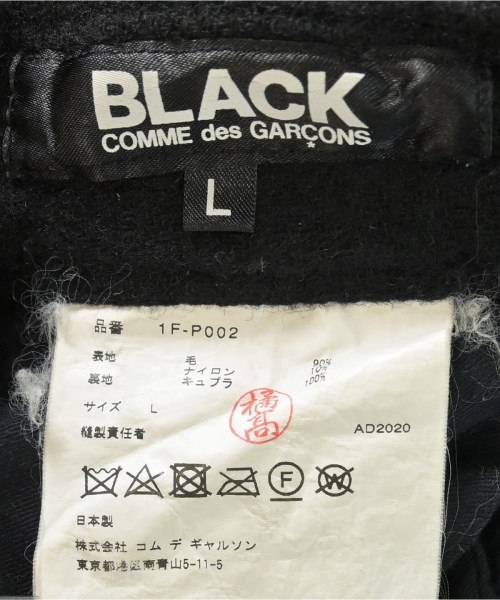 BLACK
COMME des GARÇONS
L
品番 1F-P002
表地 毛 90%
ナイロン 10%
裏地 キュプラ 100%
サイズ L
縫製責任者 橘髙 AD2020
F W
日本製
株式会社 コム デ ギャルソン
東京都港区南青山5-11-5